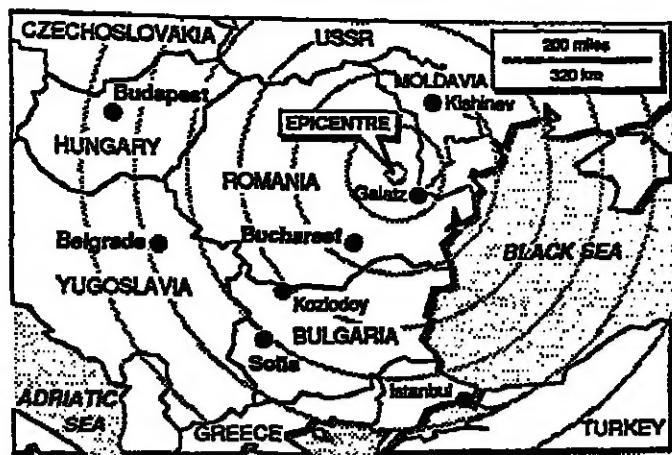 CZECHOSLOVAKIA
USSR
200 miles
320 km
Budapest
MOLDAVIA
Kishinev
HUNGARY
EPICENTRE
ROMANIA
Galatz
Belgrade
Bucharest
BLACK SEA
YUGOSLAVIA
Kozlodoy
BULGARIA
Sofia
ADRIATIC
SEA
Istanbul
GREECE
TURKEY